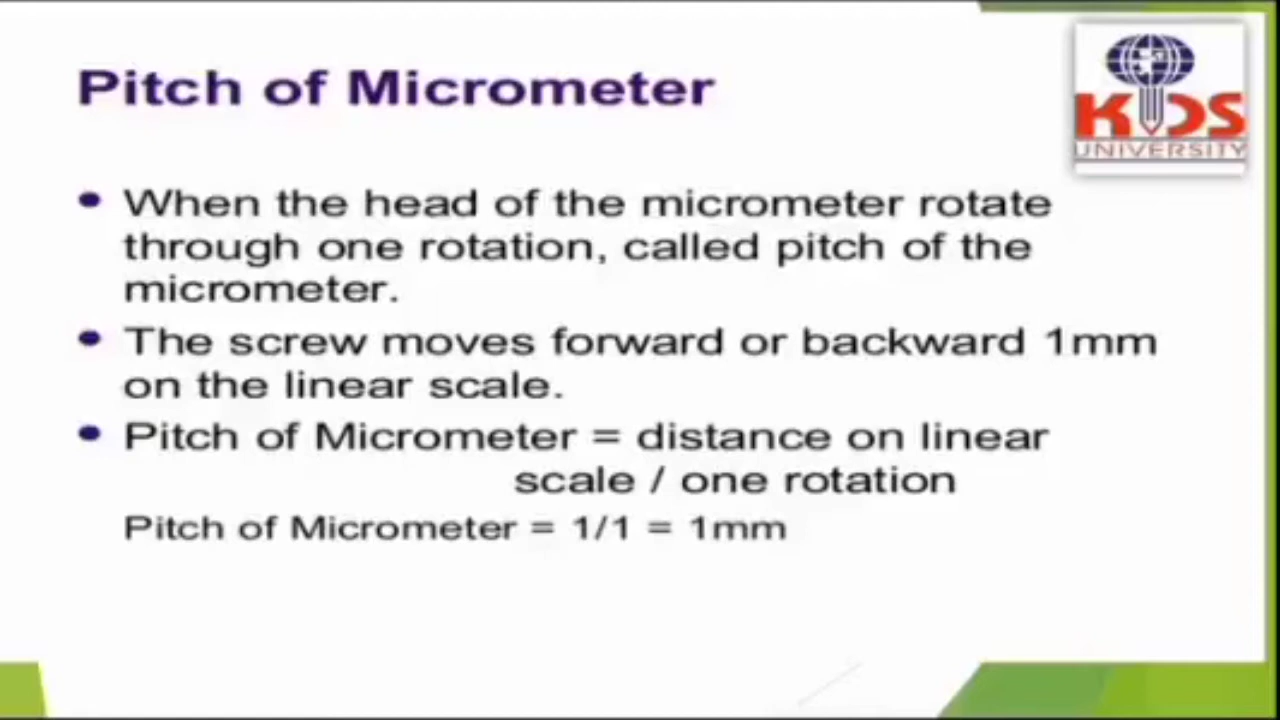 Pitch of Micrometer
KIDS
UNIVERSITY
• When the head of the micrometer rotate
through one rotation, called pitch of the
micrometer.
• The screw moves forward or backward 1mm
on the linear scale.
• Pitch of Micrometer = distance on linear
scale / one rotation
Pitch of Micrometer = 1/1 = 1mm